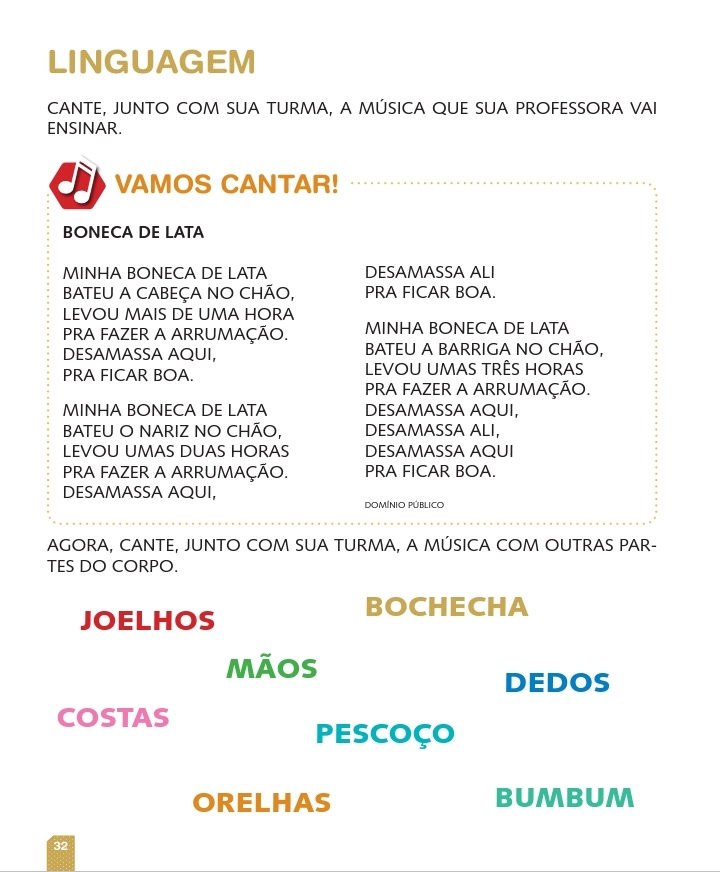 LINGUAGEM
CANTE, JUNTO COM SUA TURMA, A MÚSICA QUE SUA PROFESSORA VAI
ENSINAR.
VAMOS CANTAR!
BONECA DE LATA
MINHA BONECA DE LATA
BATEU A CABEÇA NO CHÃO,
LEVOU MAIS DE UMA HORA
PRA FAZER A ARRUMAÇÃO.
DESAMASSA AQUI,
PRA FICAR BOA.
MINHA BONECA DE LATA
BATEU O NARIZ NO CHÃO,
LEVOU UMAS DUAS HORAS
PRA FAZER A ARRUMAÇÃO.
DESAMASSA AQUI,
DESAMASSA ALI
PRA FICAR BOA.
MINHA BONECA DE LATA
BATEU A BARRIGA NO CHÃO,
LEVOU UMAS TRÊS HORAS
PRA FAZER A ARRUMAÇÃO.
DESAMASSA AQUI,
DESAMASSA ALI,
DESAMASSA AQUI
PRA FICAR BOA.
DOMÍNIO PÚBLICO
AGORA, CANTE, JUNTO COM SUA TURMA, A MÚSICA COM OUTRAS PAR-
TES DO CORPO.
JOELHOS
BOCHECHA
MÃOS
DEDOS
COSTAS
PESCOÇO
ORELHAS
BUMBUM
32